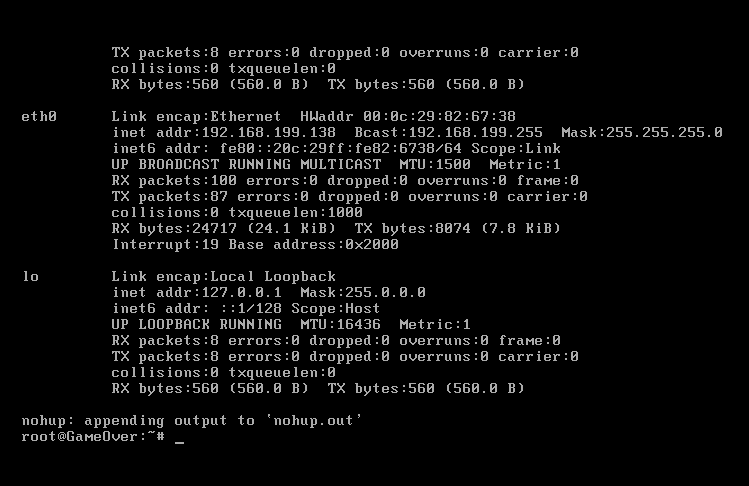 TX packets:8 errors:0 dropped:0 overruns:0 carrier:0
collisions:0 txqueuelen:0
RX bytes:560 (560.0 B)  TX bytes:560 (560.0 B)
eth0      Link encap:Ethernet  HWaddr 00:0c:29:82:67:38
inet addr:192.168.199.138  Bcast:192.168.199.255  Mask:255.255.255.0
inet6 addr: fe80::20c:29ff:fe82:6738/64 Scope:Link
UP BROADCAST RUNNING MULTICAST  MTU:1500  Metric:1
RX packets:100 errors:0 dropped:0 overruns:0 frame:0
TX packets:87 errors:0 dropped:0 overruns:0 carrier:0
collisions:0 txqueuelen:1000
RX bytes:24717 (24.1 KiB)  TX bytes:8074 (7.8 KiB)
Interrupt:19 Base address:0x2000
lo        Link encap:Local Loopback
inet addr:127.0.0.1  Mask:255.0.0.0
inet6 addr: ::1/128 Scope:Host
UP LOOPBACK RUNNING  MTU:16436  Metric:1
RX packets:8 errors:0 dropped:0 overruns:0 frame:0
TX packets:8 errors:0 dropped:0 overruns:0 carrier:0
collisions:0 txqueuelen:0
RX bytes:560 (560.0 B)  TX bytes:560 (560.0 B)
nohup: appending output to `nohup.out'
root@GameOver:~# _